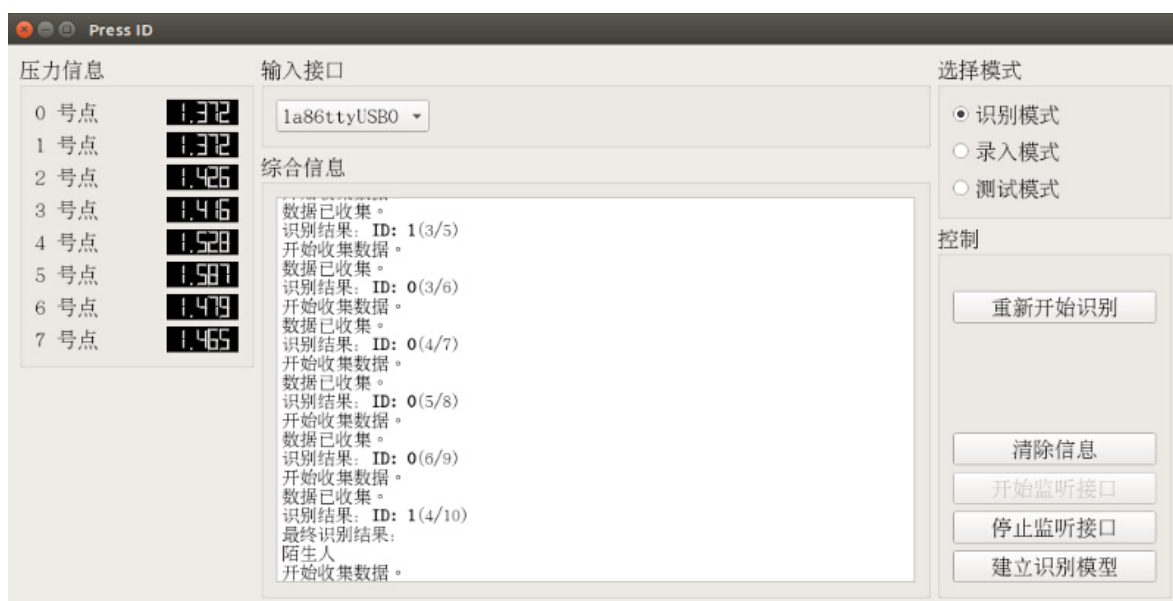 Press ID
压力信息
0 号点 1.372
1 号点 1.372
2 号点 1.426
3 号点 1.416
4 号点 1.528
5 号点 1.587
6 号点 1.479
7 号点 1.465
输入接口
1a86ttyUSB0
综合信息
数据已收集。
识别结果: ID: 1(3/5)
开始收集数据。
数据已收集。
识别结果: ID: 0(3/6)
开始收集数据。
数据已收集。
识别结果: ID: 0(4/7)
开始收集数据。
数据已收集。
识别结果: ID: 0(5/8)
开始收集数据。
数据已收集。
识别结果: ID: 0(6/9)
开始收集数据。
数据已收集。
识别结果: ID: 1(4/10)
最终识别结果:
陌生人
开始收集数据。
选择模式
识别模式
录入模式
测试模式
控制
重新开始识别
清除信息
开始监听接口
停止监听接口
建立识别模型